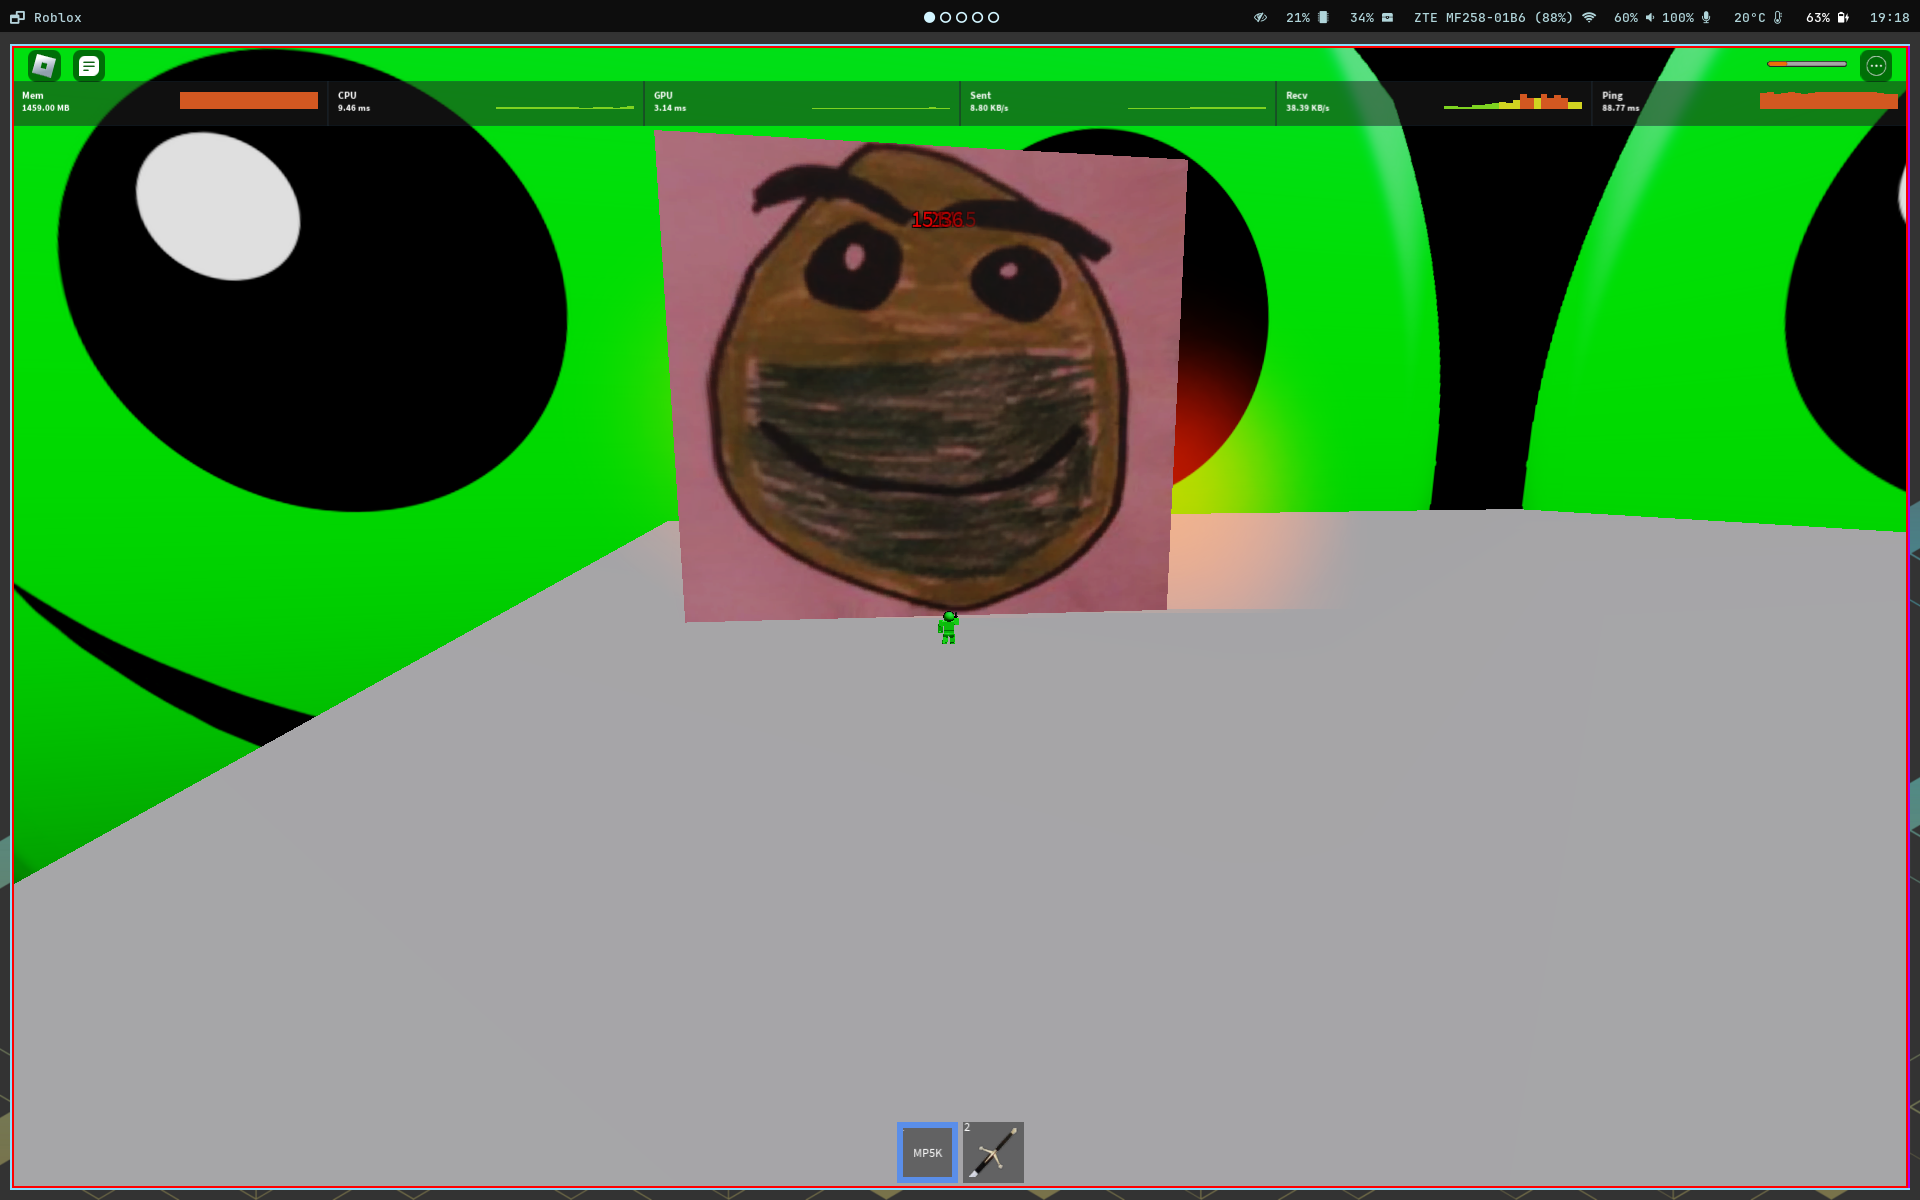 Roblox
21%
34%
ZTE MF258-01B6 (88%)
60%
100%
20°C
63%
19:18
Mem
1459.00 MB
CPU
9.46 ms
GPU
3.14 ms
Sent
8.80 KB/s
Recv
38.39 KB/s
Ping
88.77 ms
MP5K
2